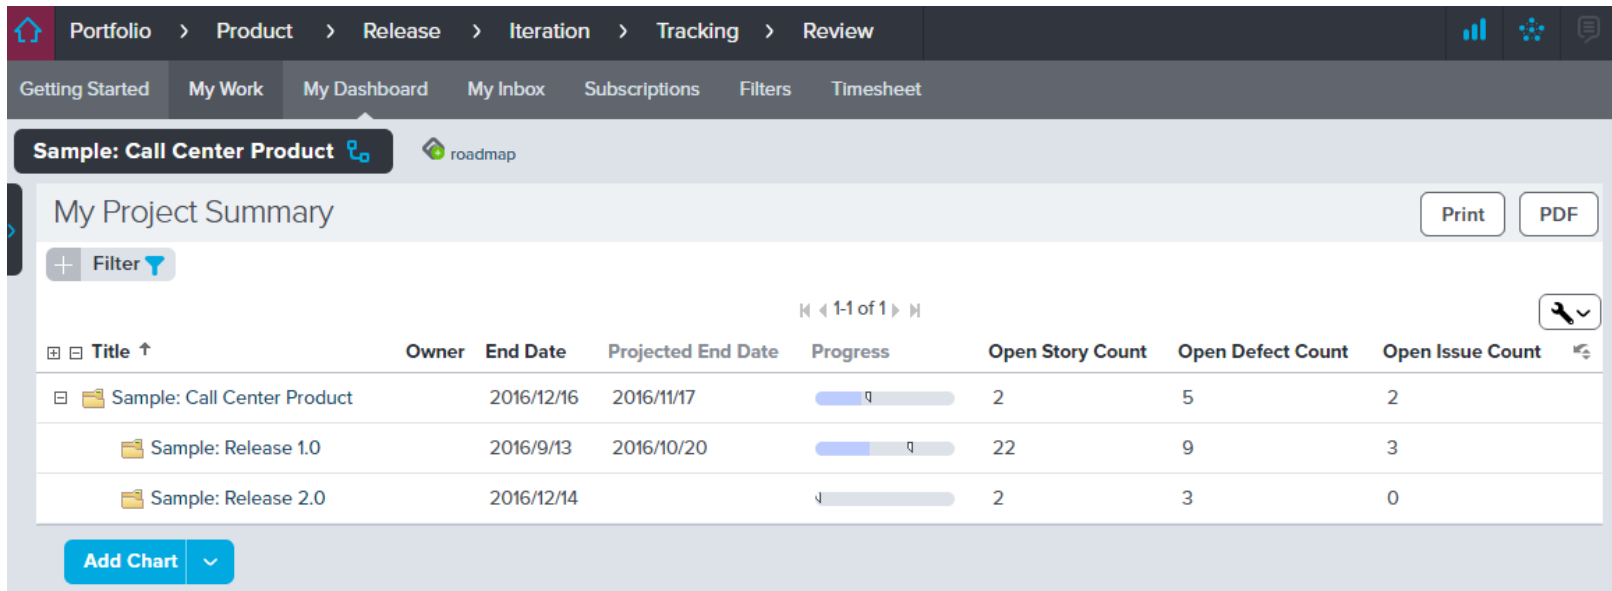 Portfolio > Product > Release > Iteration > Tracking > Review
Getting Started My Work My Dashboard My Inbox Subscriptions Filters Timesheet
Sample: Call Center Product roadmap
My Project Summary Print PDF
Filter
1-1 of 1
Title Owner End Date Projected End Date Progress Open Story Count Open Defect Count Open Issue Count
Sample: Call Center Product 2016/12/16 2016/11/17 2 5 2
Sample: Release 1.0 2016/9/13 2016/10/20 22 9 3
Sample: Release 2.0 2016/12/14 2 3 0
Add Chart